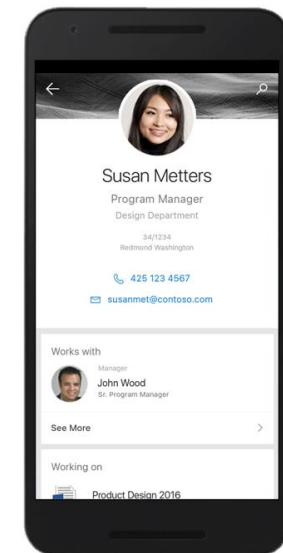 Susan Metters
Program Manager
Design Department
34/1234
Redmond Washington
425 123 4567
susanmet@contoso.com
Works with
Manager
John Wood
Sr. Program Manager
See More
Working on
Product Design 2016